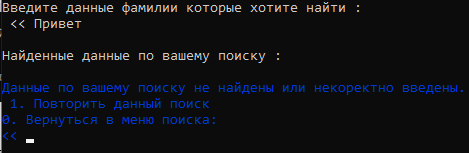 Введите данные фамилии которые хотите найти :
<< Привет
Найденные данные по вашему поиску :
Данные по вашему поиску не найдены или некоректно введены.
1. Повторить данный поиск
0. Вернуться в меню поиска:
<<